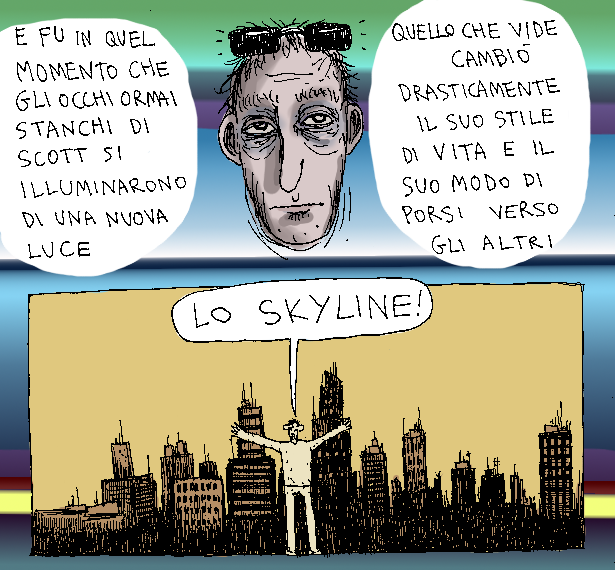 E FU IN QUEL
MOMENTO CHE
GLI OCCHI ORMAI
STANCHI DI
SCOTT SI
ILLUMINARONO
DI UNA NUOVA
LUCE
QUELLO CHE VIDE
CAMBIÒ
DRASTICAMENTE
IL SUO STILE
DI VITA E IL
SUO MODO DI
PORSI VERSO
GLI ALTRI
LO SKYLINE!